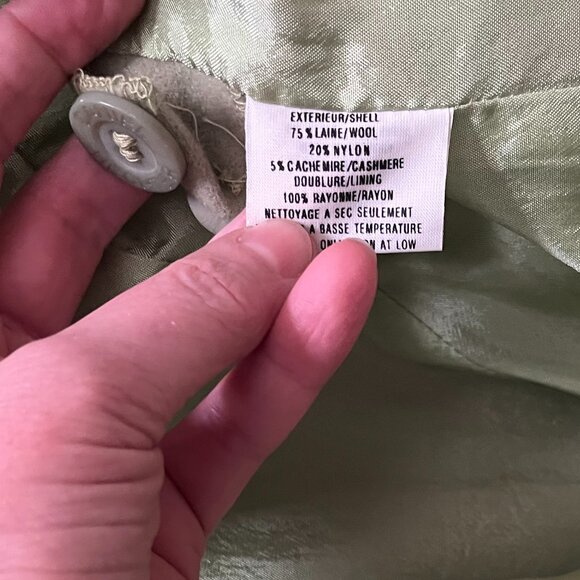 EXTERIEUR/SHELL
75% LAINE/WOOL
20% NYLON
5% CACHEMIRE/CASHMERE
DOUBLURE/LINING
100% RAYONNE/RAYON
NETTOYAGE A SEC SEULEMENT
A BASSE TEMPERATURE
ONLY AT LOW